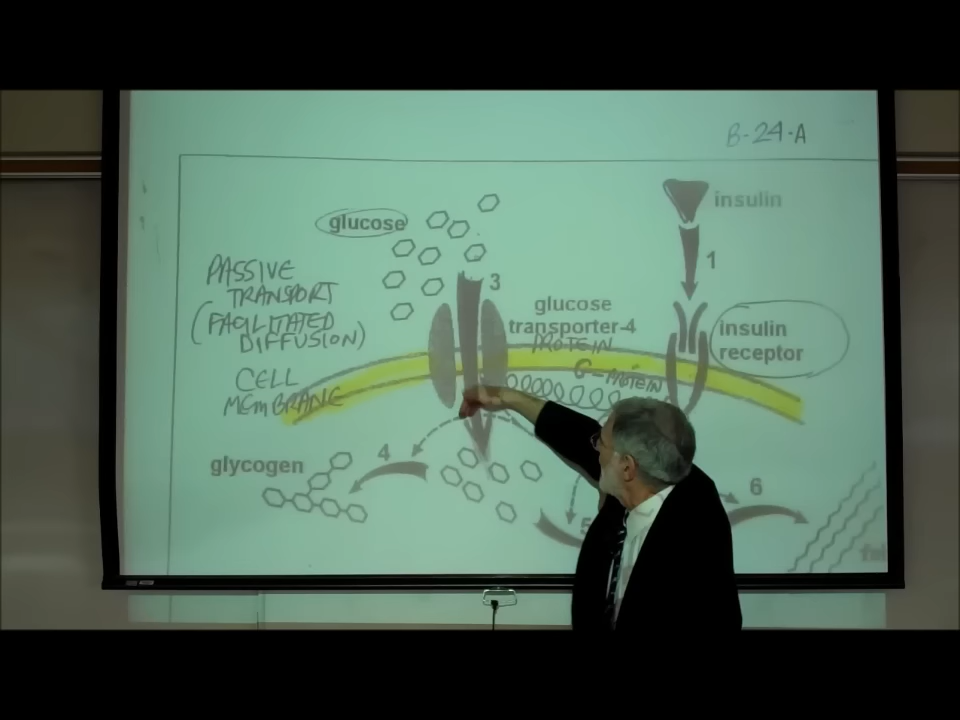 B-24-A
insulin
glucose
1
3
PASSIVE
TRANSPORT
(FACILITATED
DIFFUSION)
glucose
transporter-4
PROTEIN
insulin
receptor
G-PROTEIN
CELL
MEMBRANE
4
glycogen
5
6